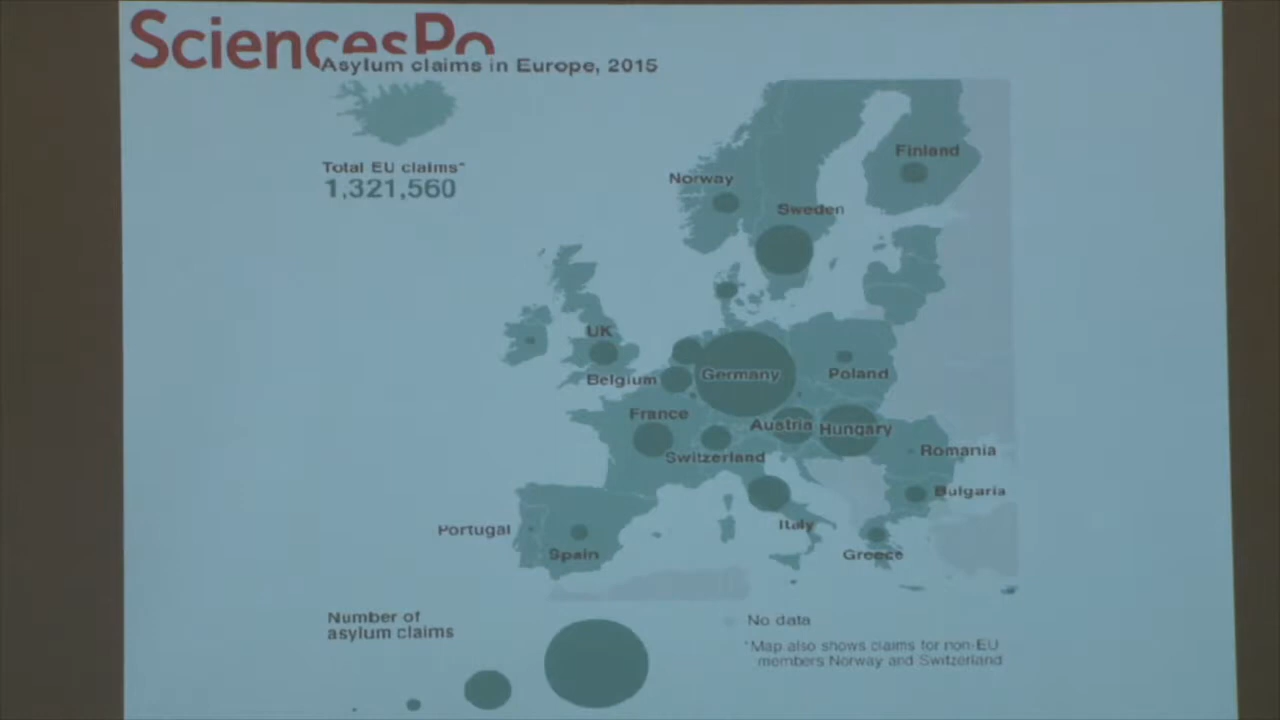 SciencesPo
Asylum claims in Europe, 2015
Total EU claims*
1,321,560
Finland
Norway
Sweden
UK
Belgium
Germany
Poland
France
Austria
Hungary
Switzerland
Romania
Bulgaria
Portugal
Spain
Italy
Greece
Number of
asylum claims
No data
*Map also shows claims for non-EU
members Norway and Switzerland